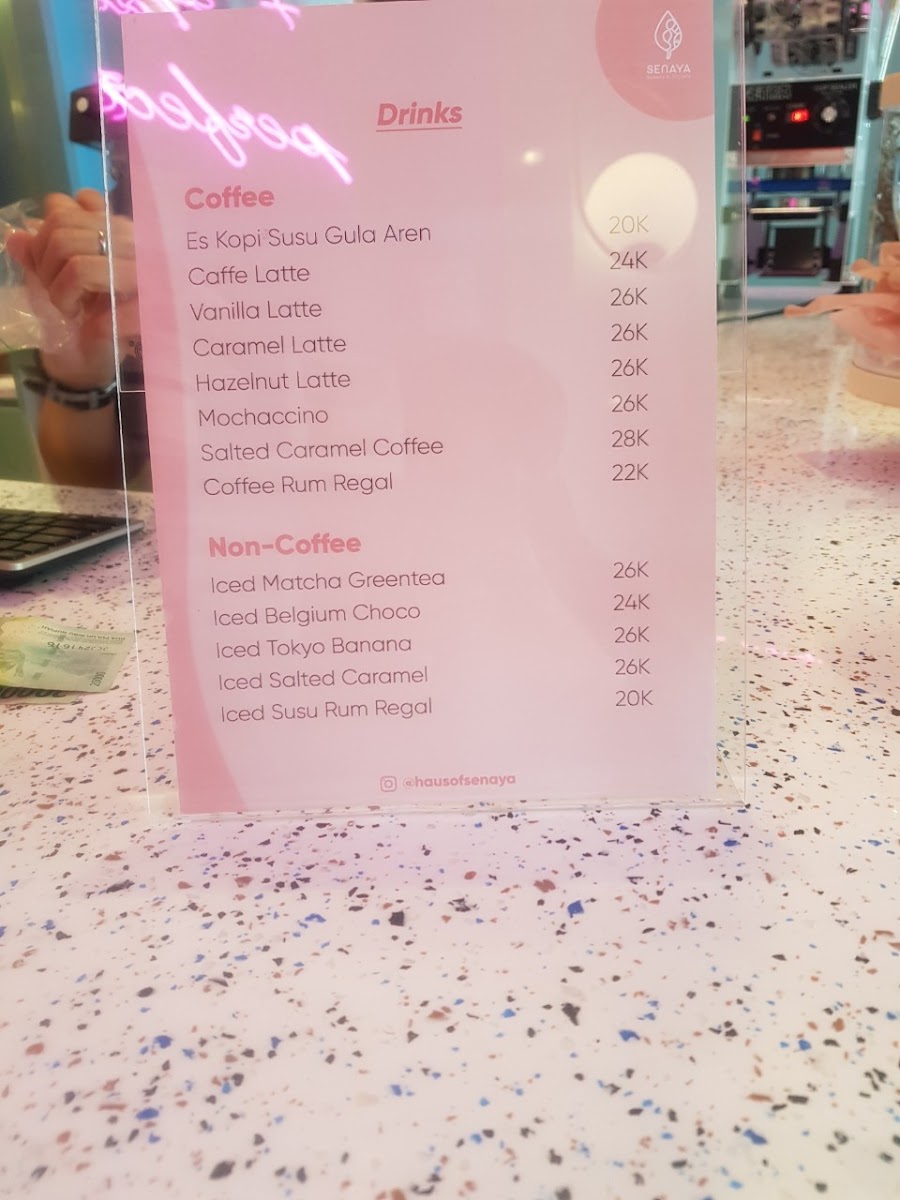 perfect
SENAYA
Drinks
Coffee
Es Kopi Susu Gula Aren 20K
Caffe Latte 24K
Vanilla Latte 26K
Caramel Latte 26K
Hazelnut Latte 26K
Mochaccino 26K
Salted Caramel Coffee 28K
Coffee Rum Regal 22K
Non-Coffee
Iced Matcha Greentea 26K
Iced Belgium Choco 24K
Iced Tokyo Banana 26K
Iced Salted Caramel 26K
Iced Susu Rum Regal 20K
@hausofsenaya